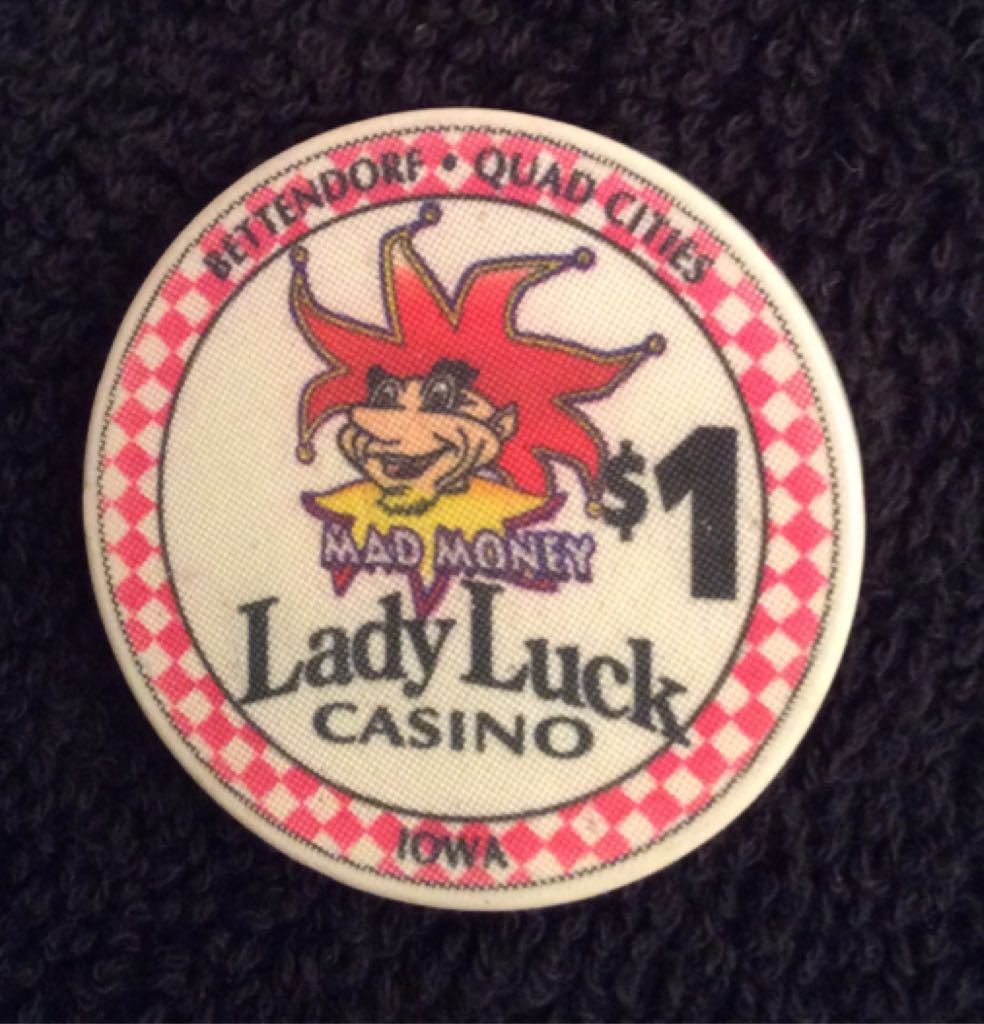 BETTENDORF • QUAD CITIES
$1
MAD MONEY
Lady Luck
CASINO
IOWA